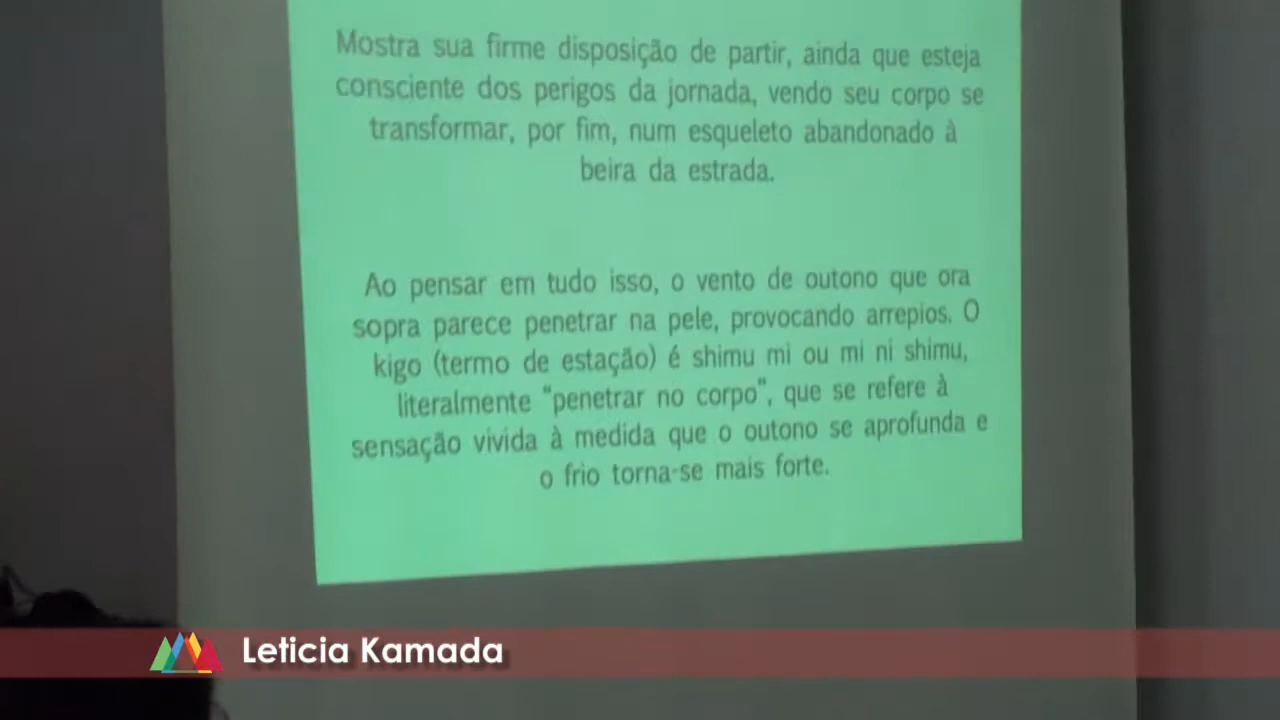 Mostra sua firme disposição de partir, ainda que esteja
consciente dos perigos da jornada, vendo seu corpo se
transformar, por fim, num esqueleto abandonado à
beira da estrada.
Ao pensar em tudo isso, o vento de outono que ora
sopra parece penetrar na pele, provocando arrepios. O
kigo (termo de estação) é shimu mi ou mi ni shimu,
literalmente "penetrar no corpo", que se refere à
sensação vivida à medida que o outono se aprofunda e
o frio torna-se mais forte.
Leticia Kamada